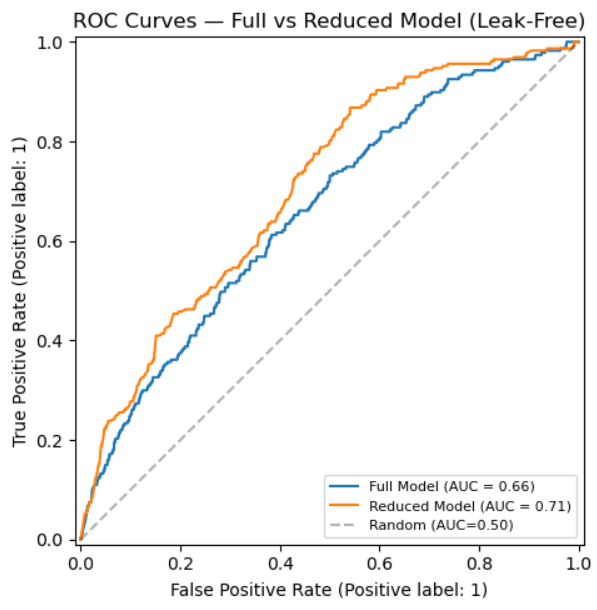 ROC Curves — Full vs Reduced Model (Leak-Free)
1.0
0.8
0.6
0.4
0.2
0.0
True Positive Rate (Positive label: 1)
Full Model (AUC = 0.66)
Reduced Model (AUC = 0.71)
Random (AUC=0.50)
0.0 0.2 0.4 0.6 0.8 1.0
False Positive Rate (Positive label: 1)